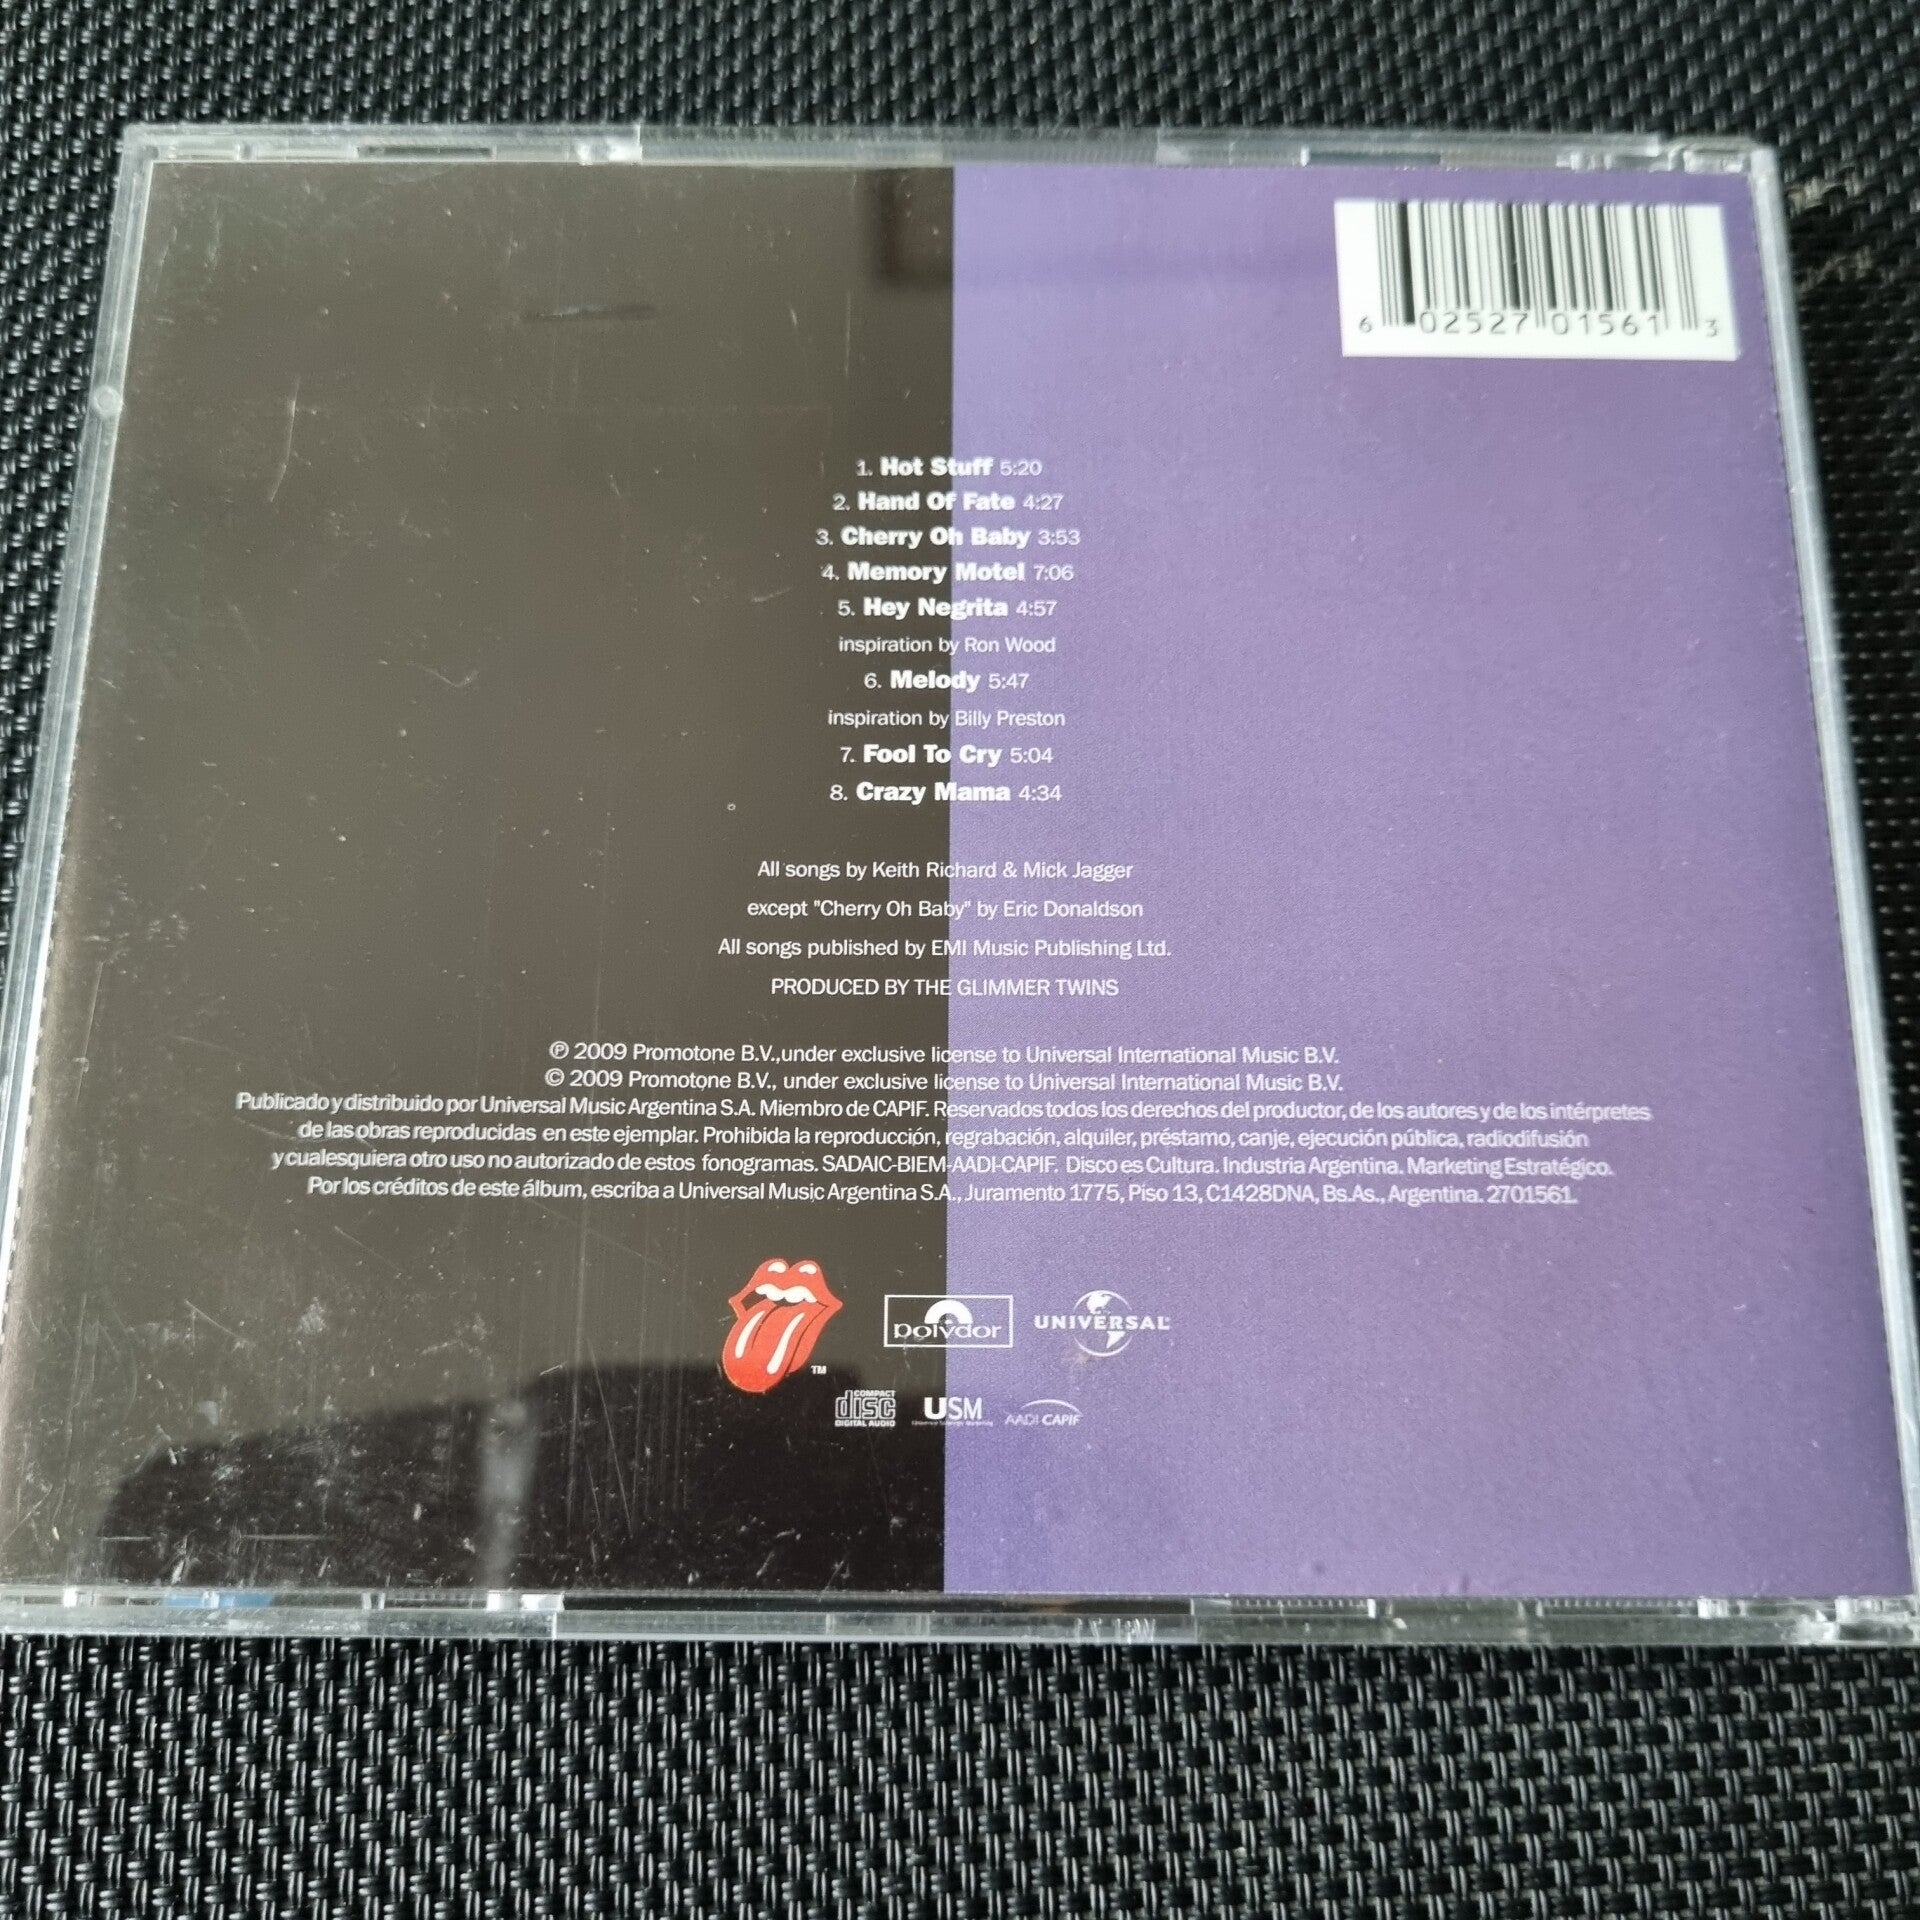 6 02527 01561 3
1. Hot Stuff 5:20
2. Hand Of Fate 4:27
3. Cherry Oh Baby 3:53
4. Memory Motel 7:06
5. Hey Negrita 4:57
inspiration by Ron Wood
6. Melody 5:47
inspiration by Billy Preston
7. Fool To Cry 5:04
8. Crazy Mama 4:34
All songs by Keith Richard & Mick Jagger
except "Cherry Oh Baby" by Eric Donaldson
All songs published by EMI Music Publishing Ltd.
PRODUCED BY THE GLIMMER TWINS
℗ 2009 Promotone B.V.,under exclusive license to Universal International Music B.V.
© 2009 Promotone B.V., under exclusive license to Universal International Music B.V.
Publicado y distribuido por Universal Music Argentina S.A. Miembro de CAPIF. Reservados todos los derechos del productor, de los autores y de los intérpretes
de las obras reproducidas en este ejemplar. Prohibida la reproducción, regrabación, alquiler, préstamo, canje, ejecución pública, radiodifusión
y cualesquiera otro uso no autorizado de estos fonogramas. SADAIC-BIEM-AADI-CAPIF. Disco es Cultura. Industria Argentina. Marketing Estratégico.
Por los créditos de este álbum, escriba a Universal Music Argentina S.A., Juramento 1775, Piso 13, C1428DNA, Bs.As., Argentina. 2701561.
TM
polydor
UNIVERSAL
COMPACT
disc
DIGITAL AUDIO
USM
AADI CAPIF